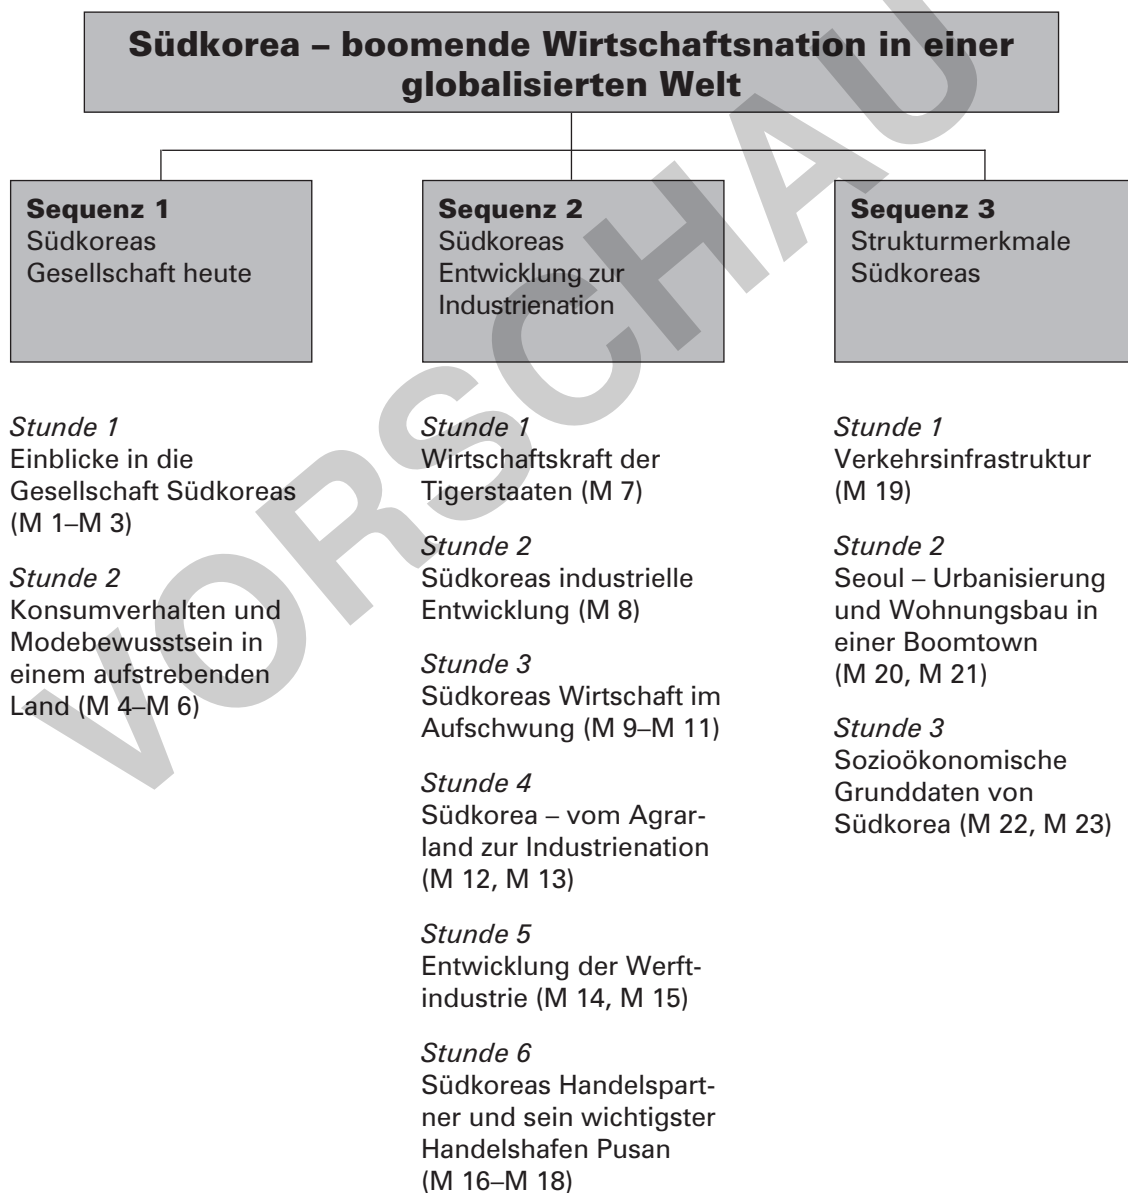 Südkorea – boomende Wirtschaftsnation in einer
globalisierten Welt
Sequenz 1
Südkoreas
Gesellschaft heute
Stunde 1
Einblicke in die
Gesellschaft Südkoreas
(M 1–M 3)
Stunde 2
Konsumverhalten und
Modebewusstsein in
einem aufstrebenden
Land (M 4–M 6)
Sequenz 2
Südkoreas
Entwicklung zur
Industrienation
Stunde 1
Wirtschaftskraft der
Tigerstaaten (M 7)
Stunde 2
Südkoreas industrielle
Entwicklung (M 8)
Stunde 3
Südkoreas Wirtschaft im
Aufschwung (M 9–M 11)
Stunde 4
Südkorea – vom Agrar-
land zur Industrienation
(M 12, M 13)
Stunde 5
Entwicklung der Werft-
industrie (M 14, M 15)
Stunde 6
Südkoreas Handelspart-
ner und sein wichtigster
Handelshafen Pusan
(M 16–M 18)
Sequenz 3
Strukturmerkmale
Südkoreas
Stunde 1
Verkehrsinfrastruktur
(M 19)
Stunde 2
Seoul – Urbanisierung
und Wohnungsbau in
einer Boomtown
(M 20, M 21)
Stunde 3
Sozioökonomische
Grunddaten von
Südkorea (M 22, M 23)
VORSCHAU